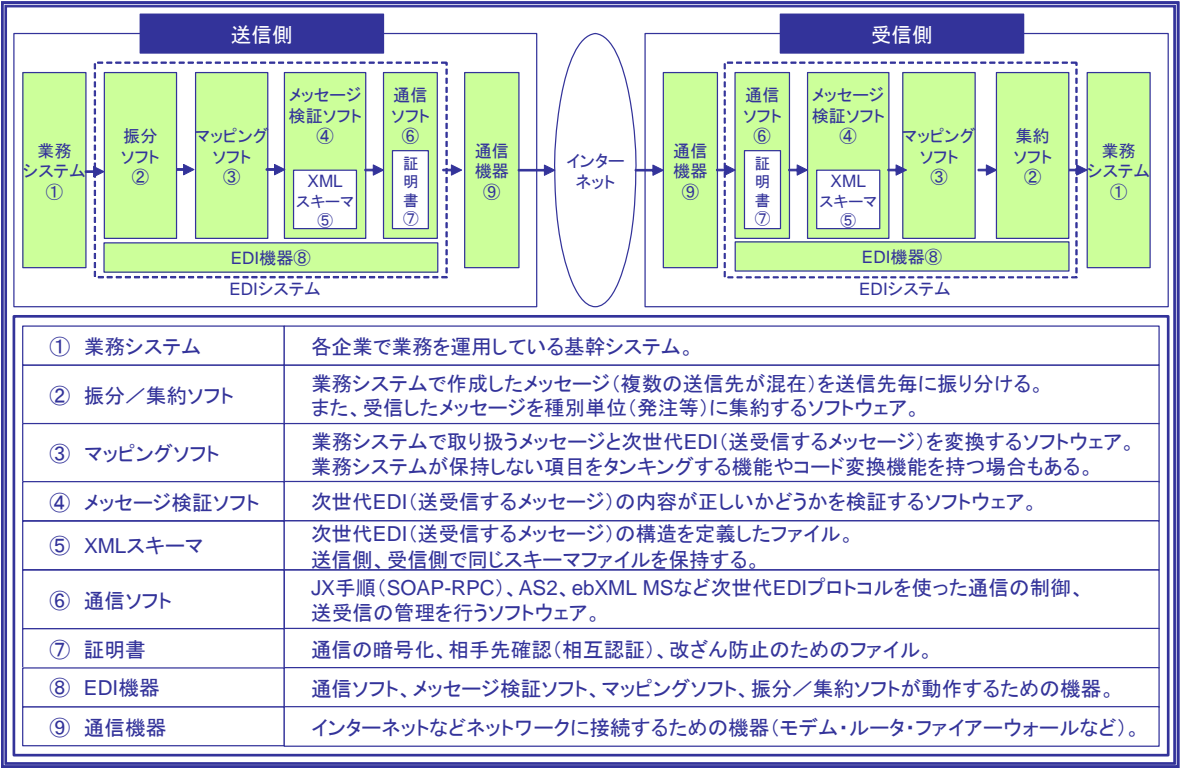 送信側
業務
システム
①
振分
ソフト
②
マッピング
ソフト
③
メッセージ
検証ソフト
④
XML
スキーマ
⑤
通信
ソフト
⑥
証
明
書
⑦
EDI機器⑧
EDIシステム
通信
機器
⑨
インター
ネット
受信側
通信
機器
⑨
通信
ソフト
⑥
証
明
書
⑦
メッセージ
検証ソフト
④
XML
スキーマ
⑤
マッピング
ソフト
③
集約
ソフト
②
EDI機器⑧
EDIシステム
業務
システム
①
① 業務システム
各企業で業務を運用している基幹システム。
② 振分／集約ソフト
業務システムで作成したメッセージ（複数の送信先が混在）を送信先毎に振り分ける。
また、受信したメッセージを種別単位（発注等）に集約するソフトウェア。
③ マッピングソフト
業務システムで取り扱うメッセージと次世代EDI（送受信するメッセージ）を変換するソフトウェア。
業務システムが保持しない項目をタンキングする機能やコード変換機能を持つ場合もある。
④ メッセージ検証ソフト
次世代EDI（送受信するメッセージ）の内容が正しいかどうかを検証するソフトウェア。
⑤ XMLスキーマ
次世代EDI（送受信するメッセージ）の構造を定義したファイル。
送信側、受信側で同じスキーマファイルを保持する。
⑥ 通信ソフト
JX手順（SOAP-RPC）、AS2、ebXML MSなど次世代EDIプロトコルを使った通信の制御、
送受信の管理を行うソフトウェア。
⑦ 証明書
通信の暗号化、相手先確認（相互認証）、改ざん防止のためのファイル。
⑧ EDI機器
通信ソフト、メッセージ検証ソフト、マッピングソフト、振分／集約ソフトが動作するための機器。
⑨ 通信機器
インターネットなどネットワークに接続するための機器（モデム・ルータ・ファイアーウォールなど）。